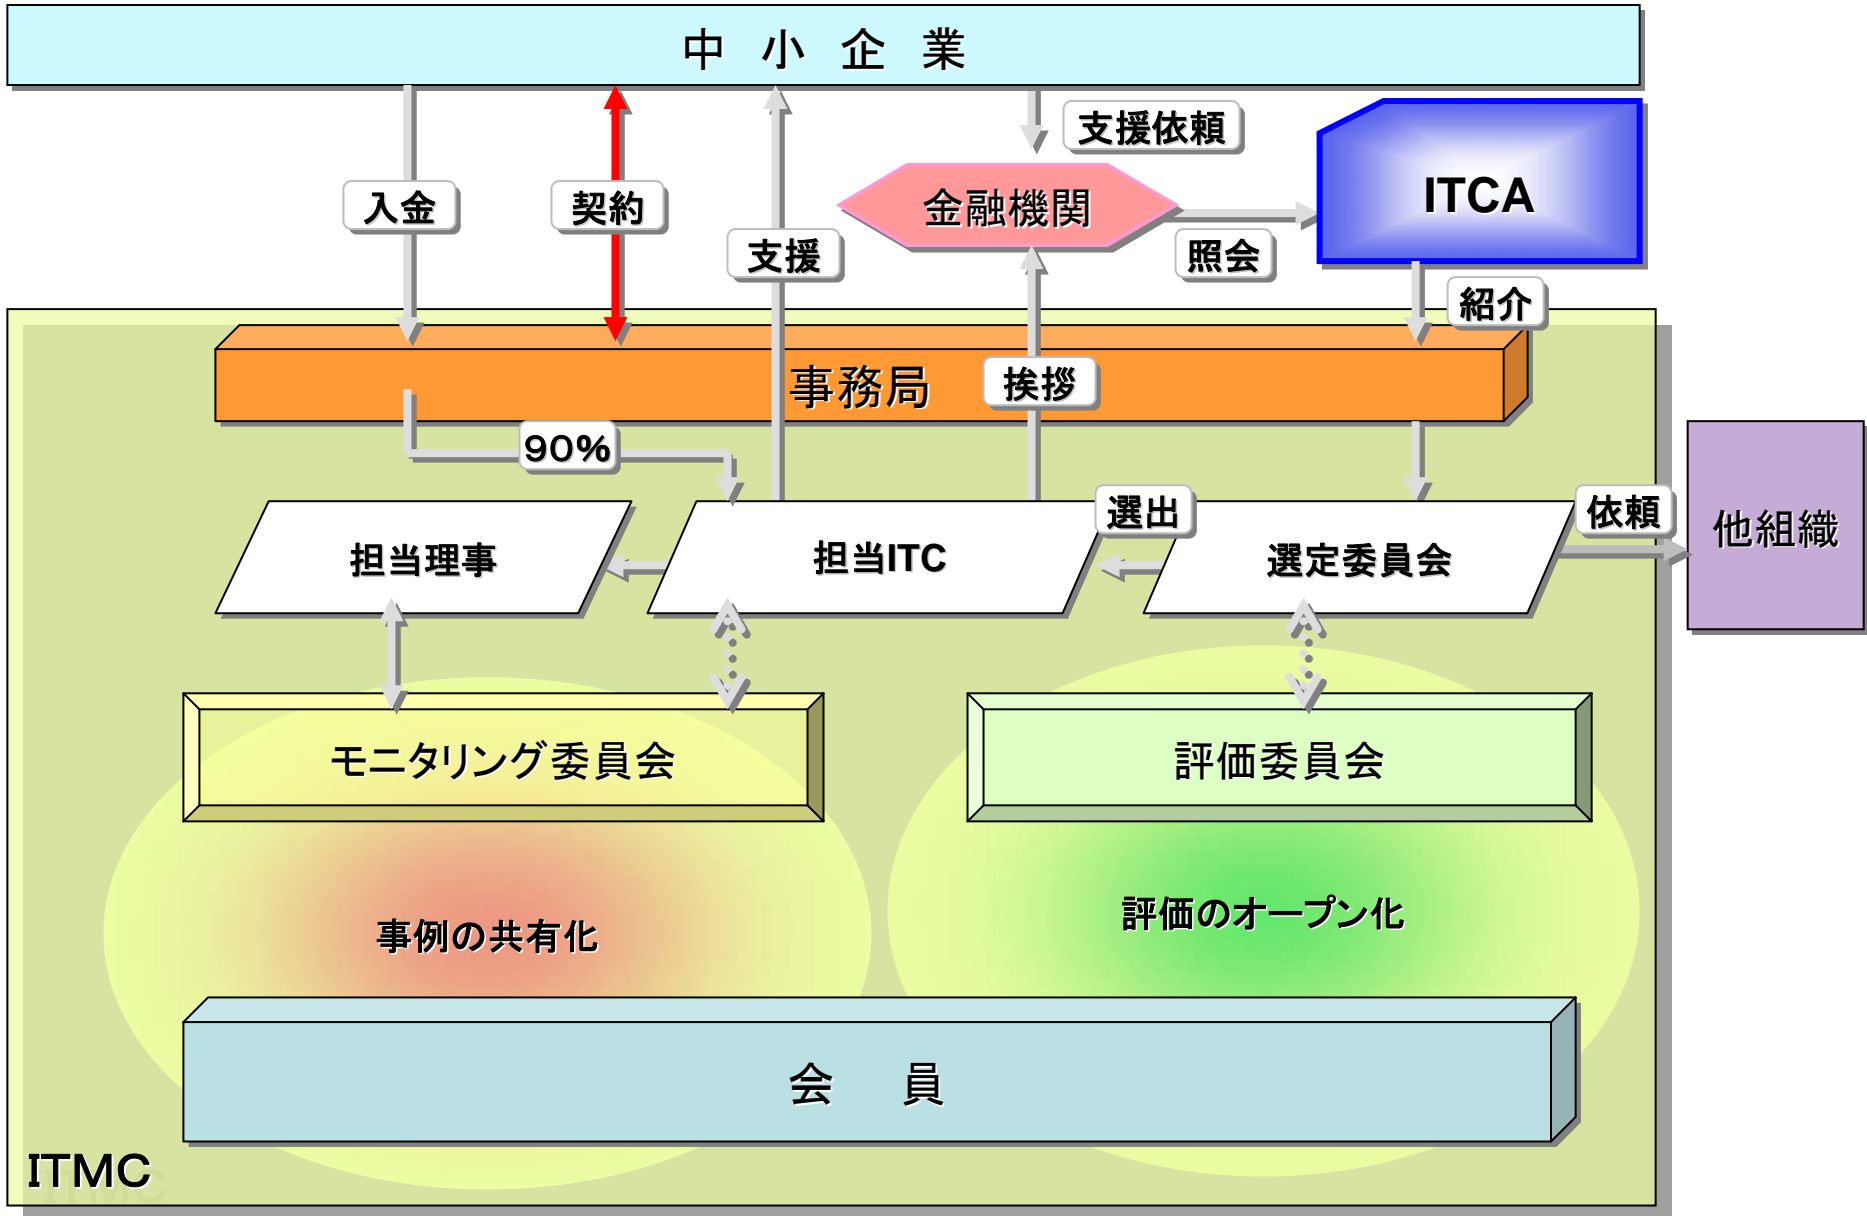 中 小 企 業
支援依頼
ITCA
入金
契約
金融機関
支援
照会
紹介
事務局
挨拶
90%
選出
依頼
他組織
担当理事
担当ITC
選定委員会
モニタリング委員会
評価委員会
事例の共有化
評価のオープン化
会 員
ITMC